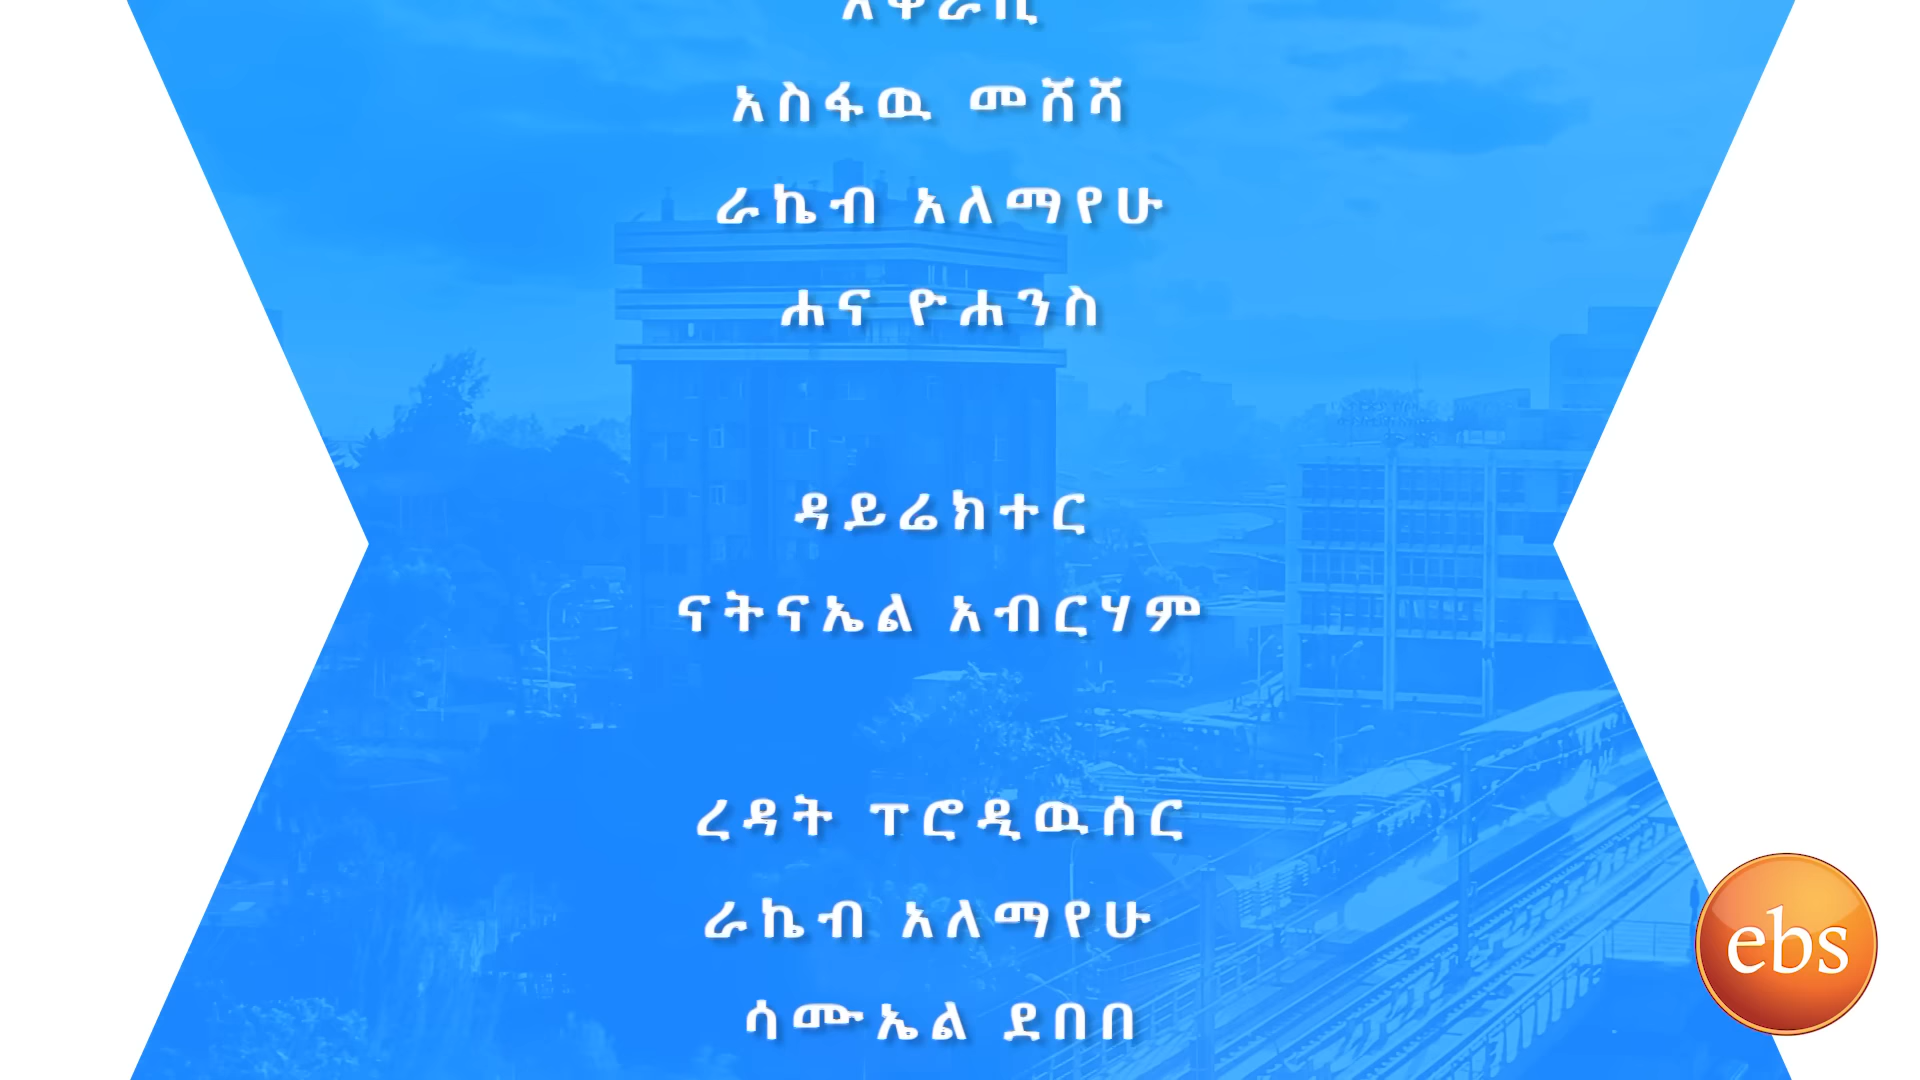 አስፋዉ መሸሻ
ራኬብ አለማየሁ
ሐና ዮሐንስ
ዳይሬክተር
ናትናኤል አብርሃም
ረዳት ፕሮዲዉሰር
ራኬብ አለማየሁ
ሳሙኤል ደበበ
ebs